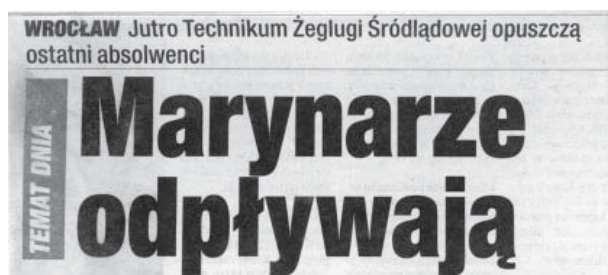 WROCŁAW Jutro Technikum Żeglugi Śródlądowej opuszczą
ostatni absolwenci
TEMAT DNIA
Marynarze
odpływają